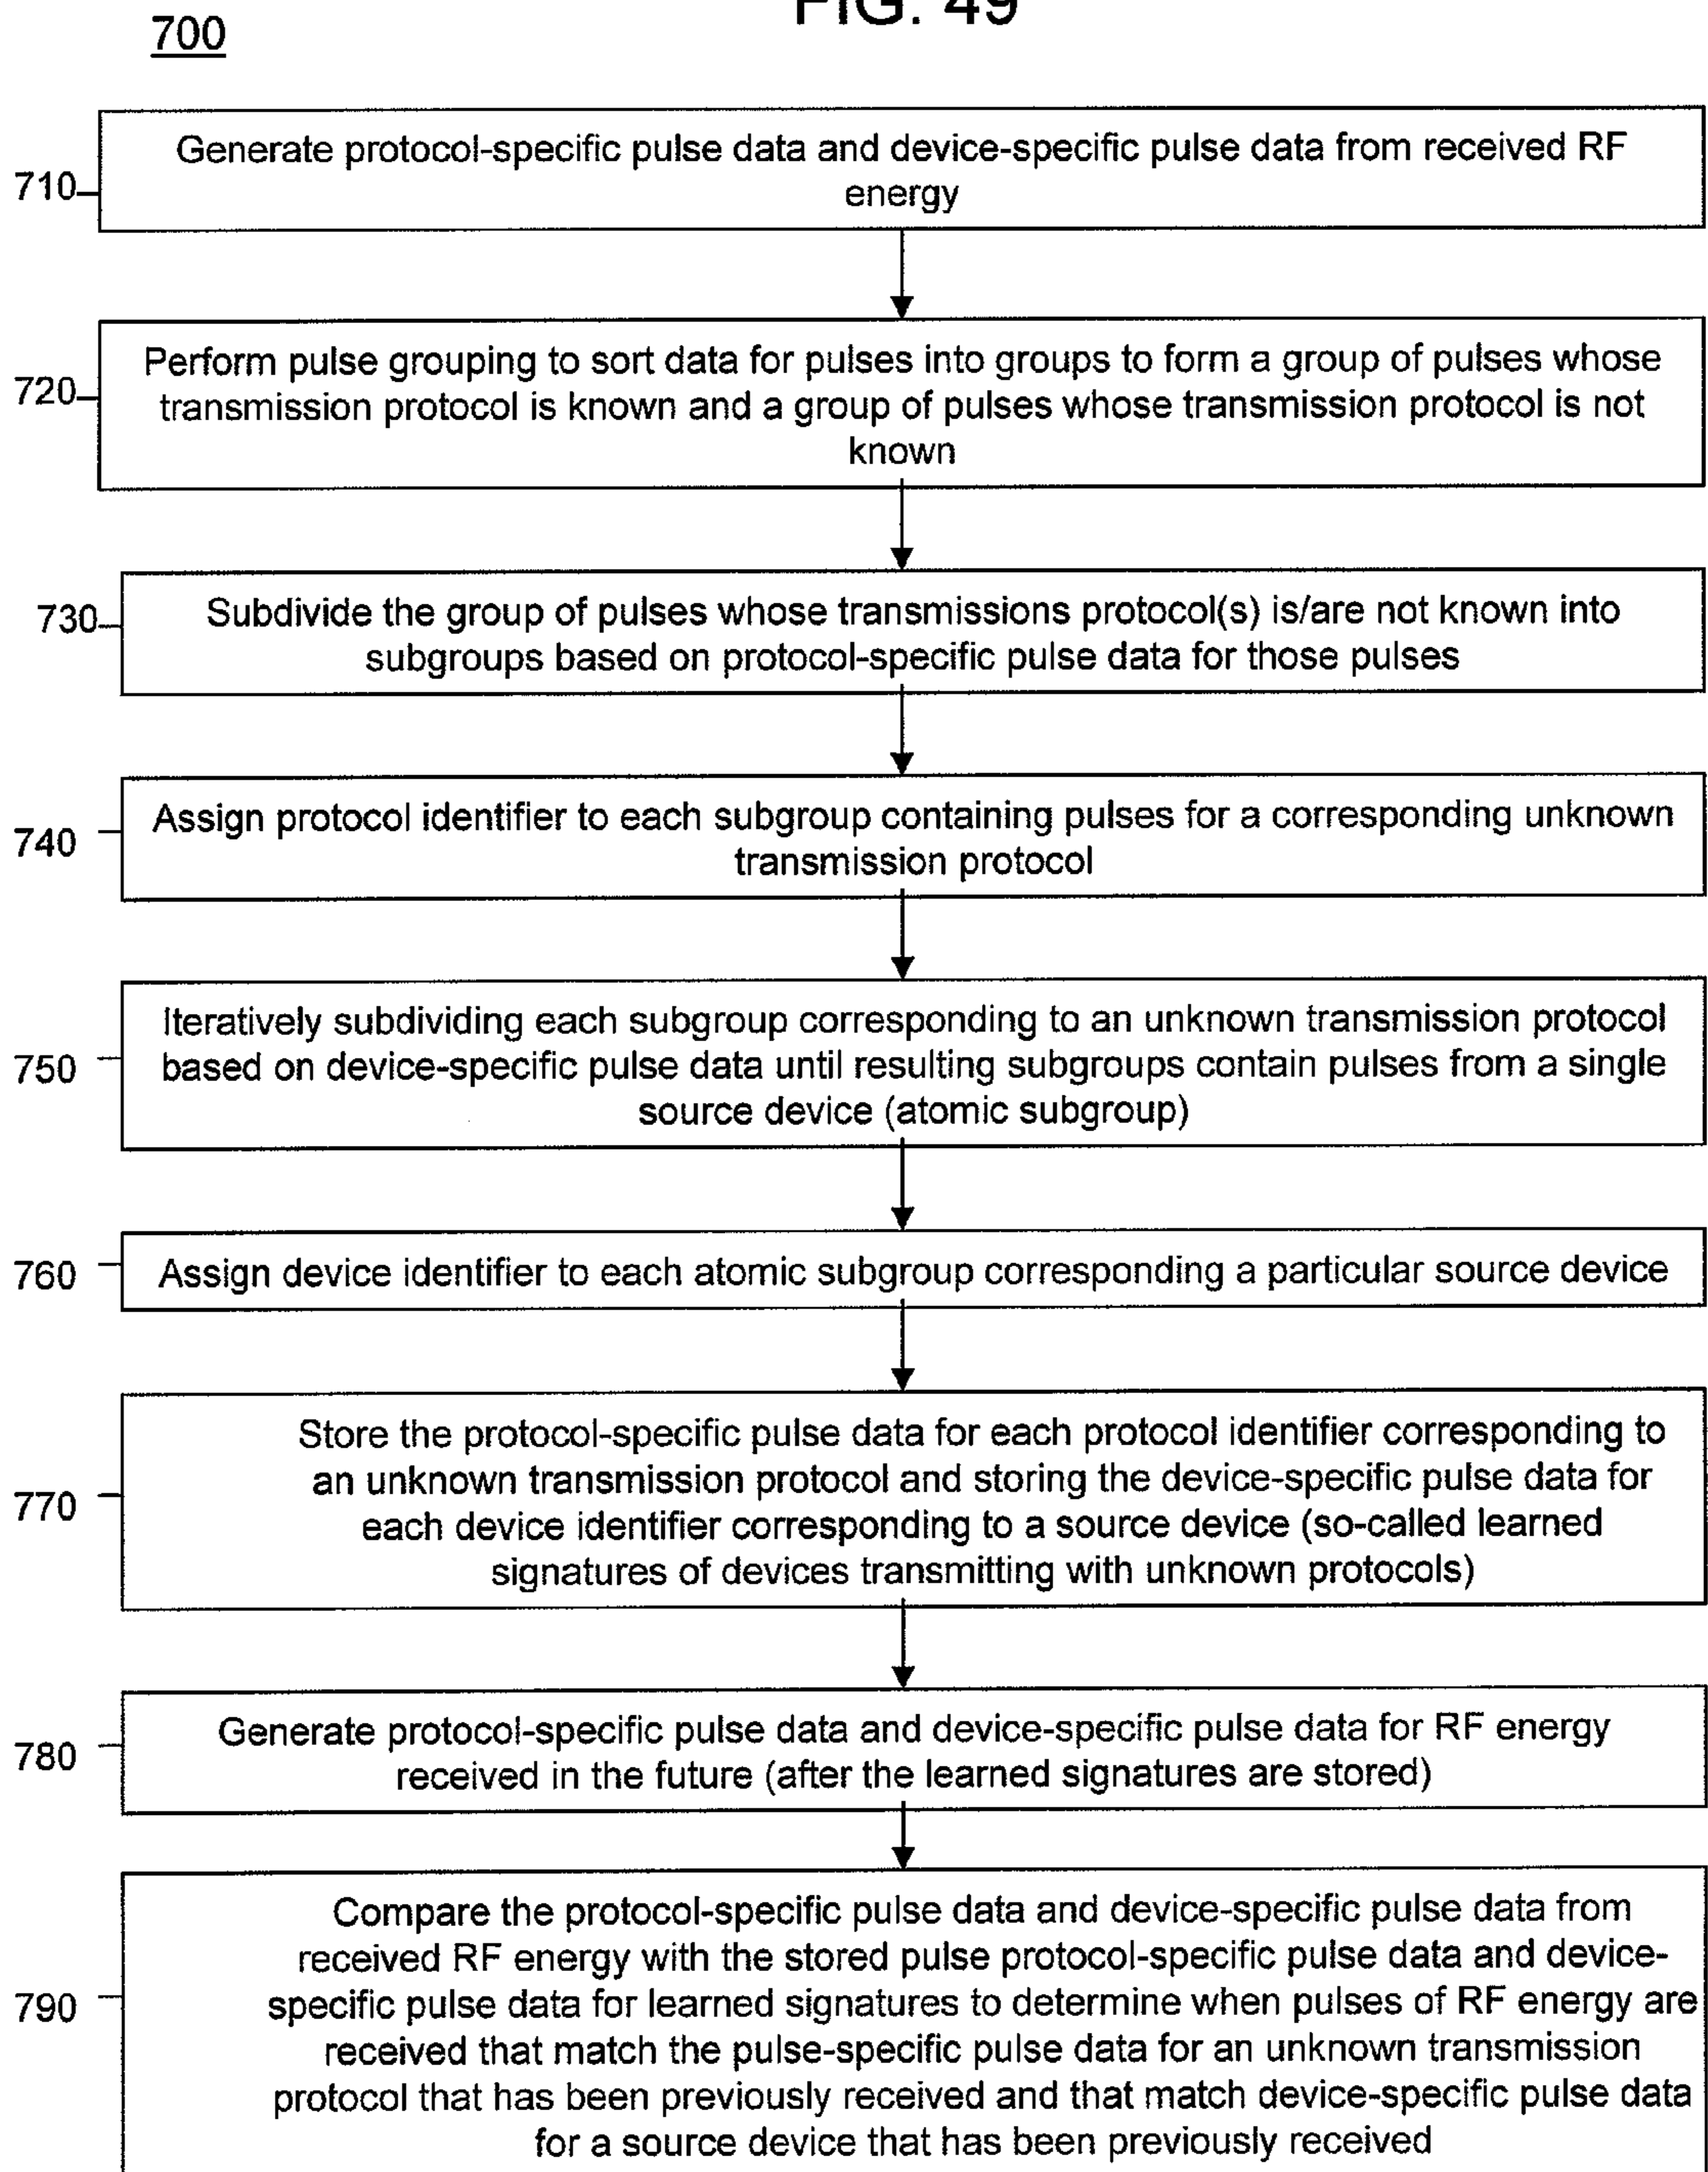 FIG. 49
700
710
Generate protocol-specific pulse data and device-specific pulse data from received RF
energy
720
Perform pulse grouping to sort data for pulses into groups to form a group of pulses whose
transmission protocol is known and a group of pulses whose transmission protocol is not
known
730
Subdivide the group of pulses whose transmissions protocol(s) is/are not known into
subgroups based on protocol-specific pulse data for those pulses
740
Assign protocol identifier to each subgroup containing pulses for a corresponding unknown
transmission protocol
750
Iteratively subdividing each subgroup corresponding to an unknown transmission protocol
based on device-specific pulse data until resulting subgroups contain pulses from a single
source device (atomic subgroup)
760
Assign device identifier to each atomic subgroup corresponding a particular source device
770
Store the protocol-specific pulse data for each protocol identifier corresponding to
an unknown transmission protocol and storing the device-specific pulse data for
each device identifier corresponding to a source device (so-called learned
signatures of devices transmitting with unknown protocols)
780
Generate protocol-specific pulse data and device-specific pulse data for RF energy
received in the future (after the learned signatures are stored)
790
Compare the protocol-specific pulse data and device-specific pulse data from
received RF energy with the stored pulse protocol-specific pulse data and device-
specific pulse data for learned signatures to determine when pulses of RF energy are
received that match the pulse-specific pulse data for an unknown transmission
protocol that has been previously received and that match device-specific pulse data
for a source device that has been previously received